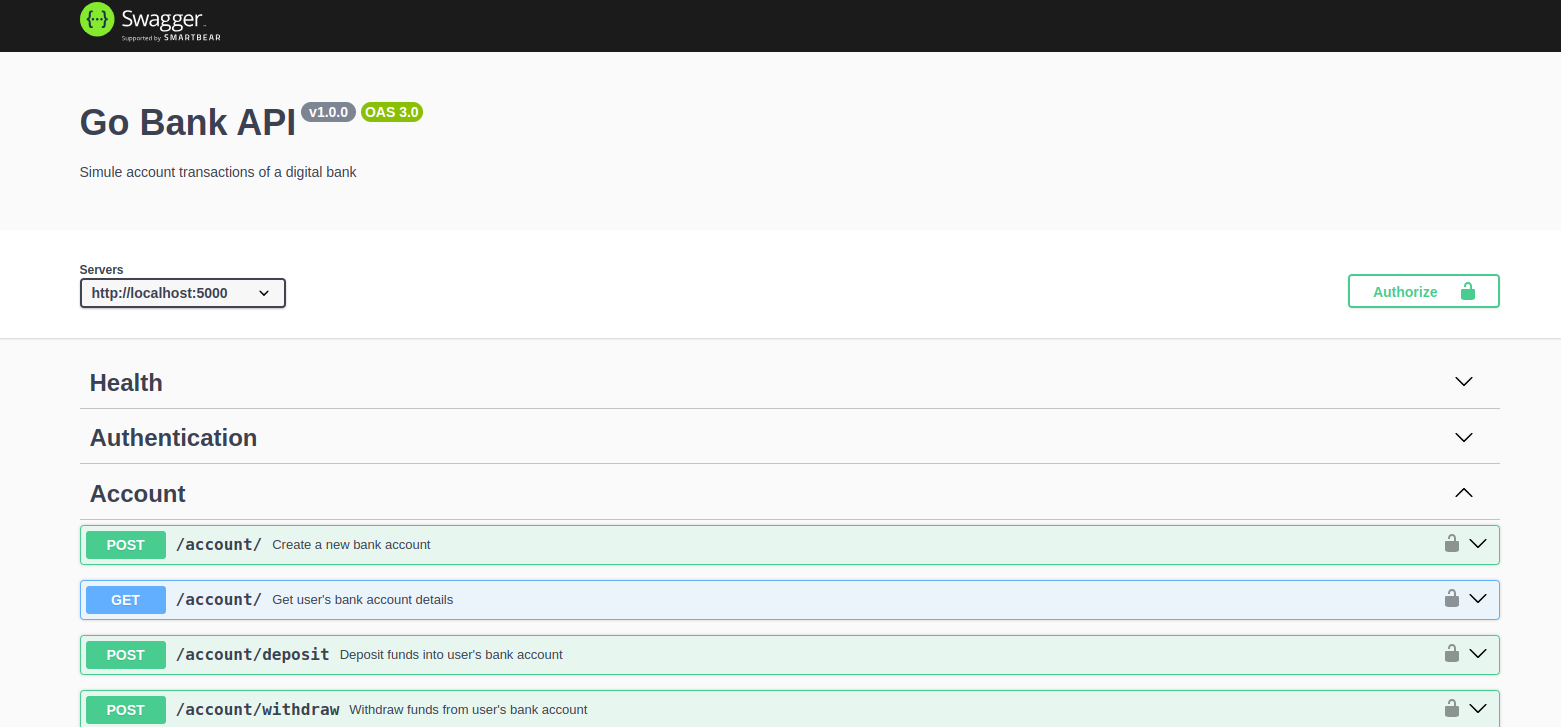 {···} Swagger
Supported by SMARTBEAR
Go Bank API v1.0.0 OAS 3.0
Simule account transactions of a digital bank
Servers
http://localhost:5000
Authorize
Health
Authentication
Account
POST /account/ Create a new bank account
GET /account/ Get user's bank account details
POST /account/deposit Deposit funds into user's bank account
POST /account/withdraw Withdraw funds from user's bank account